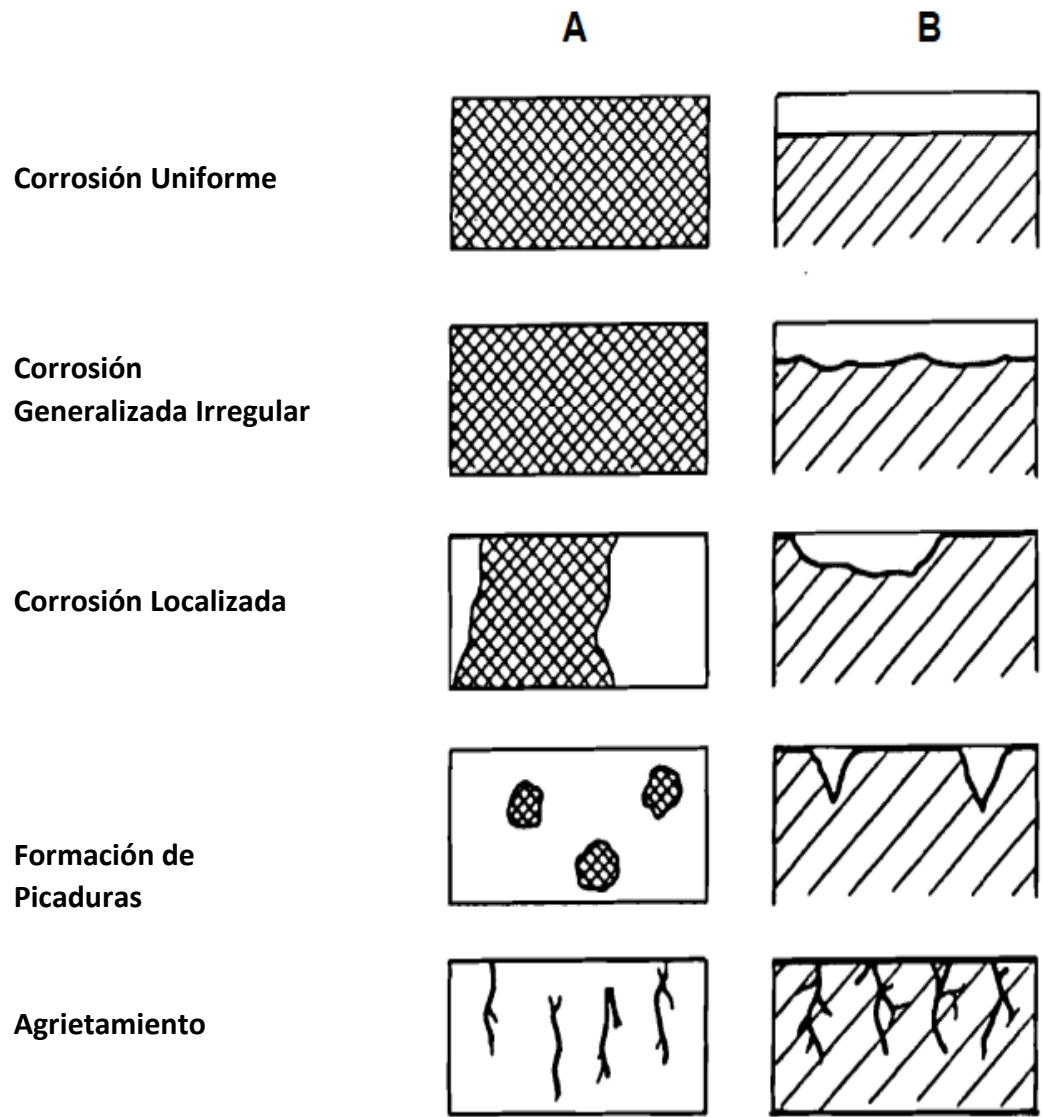 A B
Corrosión Uniforme
Corrosión
Generalizada Irregular
Corrosión Localizada
Formación de
Picaduras
Agrietamiento